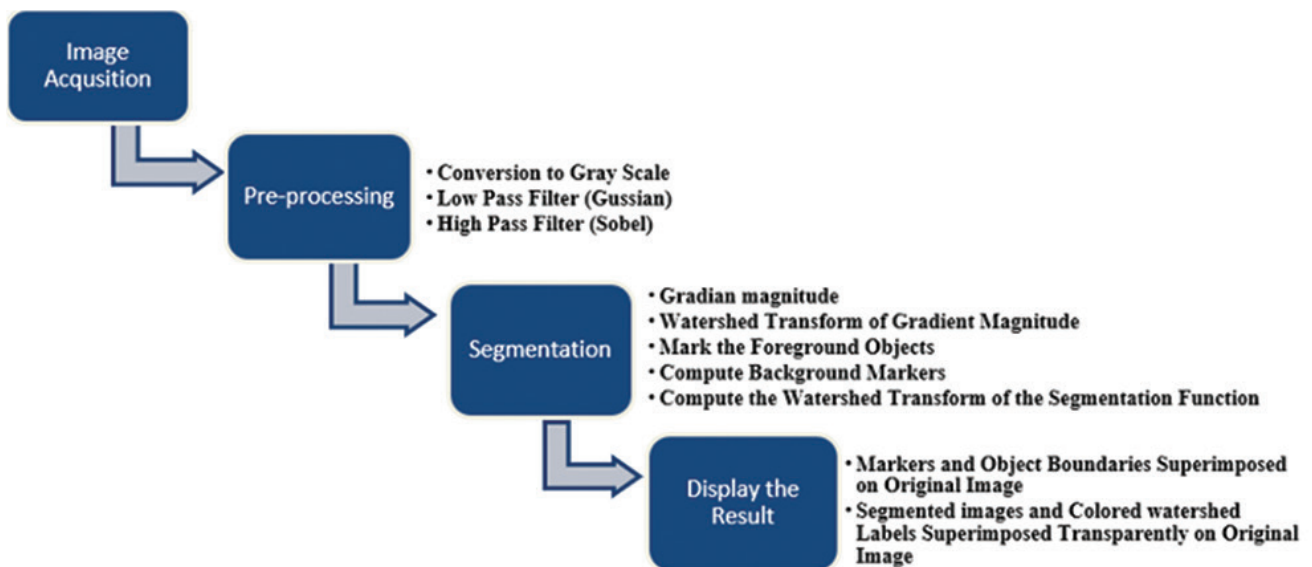 Image
Acqusition
Pre-processing
• Conversion to Gray Scale
• Low Pass Filter (Gussian)
• High Pass Filter (Sobel)
Segmentation
• Gradian magnitude
• Watershed Transform of Gradient Magnitude
• Mark the Foreground Objects
• Compute Background Markers
• Compute the Watershed Transform of the Segmentation Function
Display the
Result
• Markers and Object Boundaries Superimposed
on Original Image
• Segmented images and Colored watershed
Labels Superimposed Transparently on Original
Image